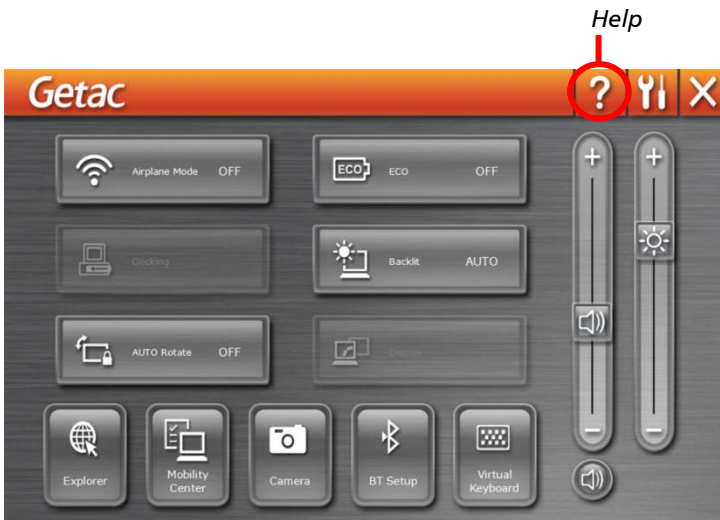 Help
Getac
?
Airplane Mode OFF
ECO ECO OFF
Docking
Backlit AUTO
AUTO Rotate OFF
Display
Explorer
Mobility
Center
Camera
BT Setup
Virtual
Keyboard